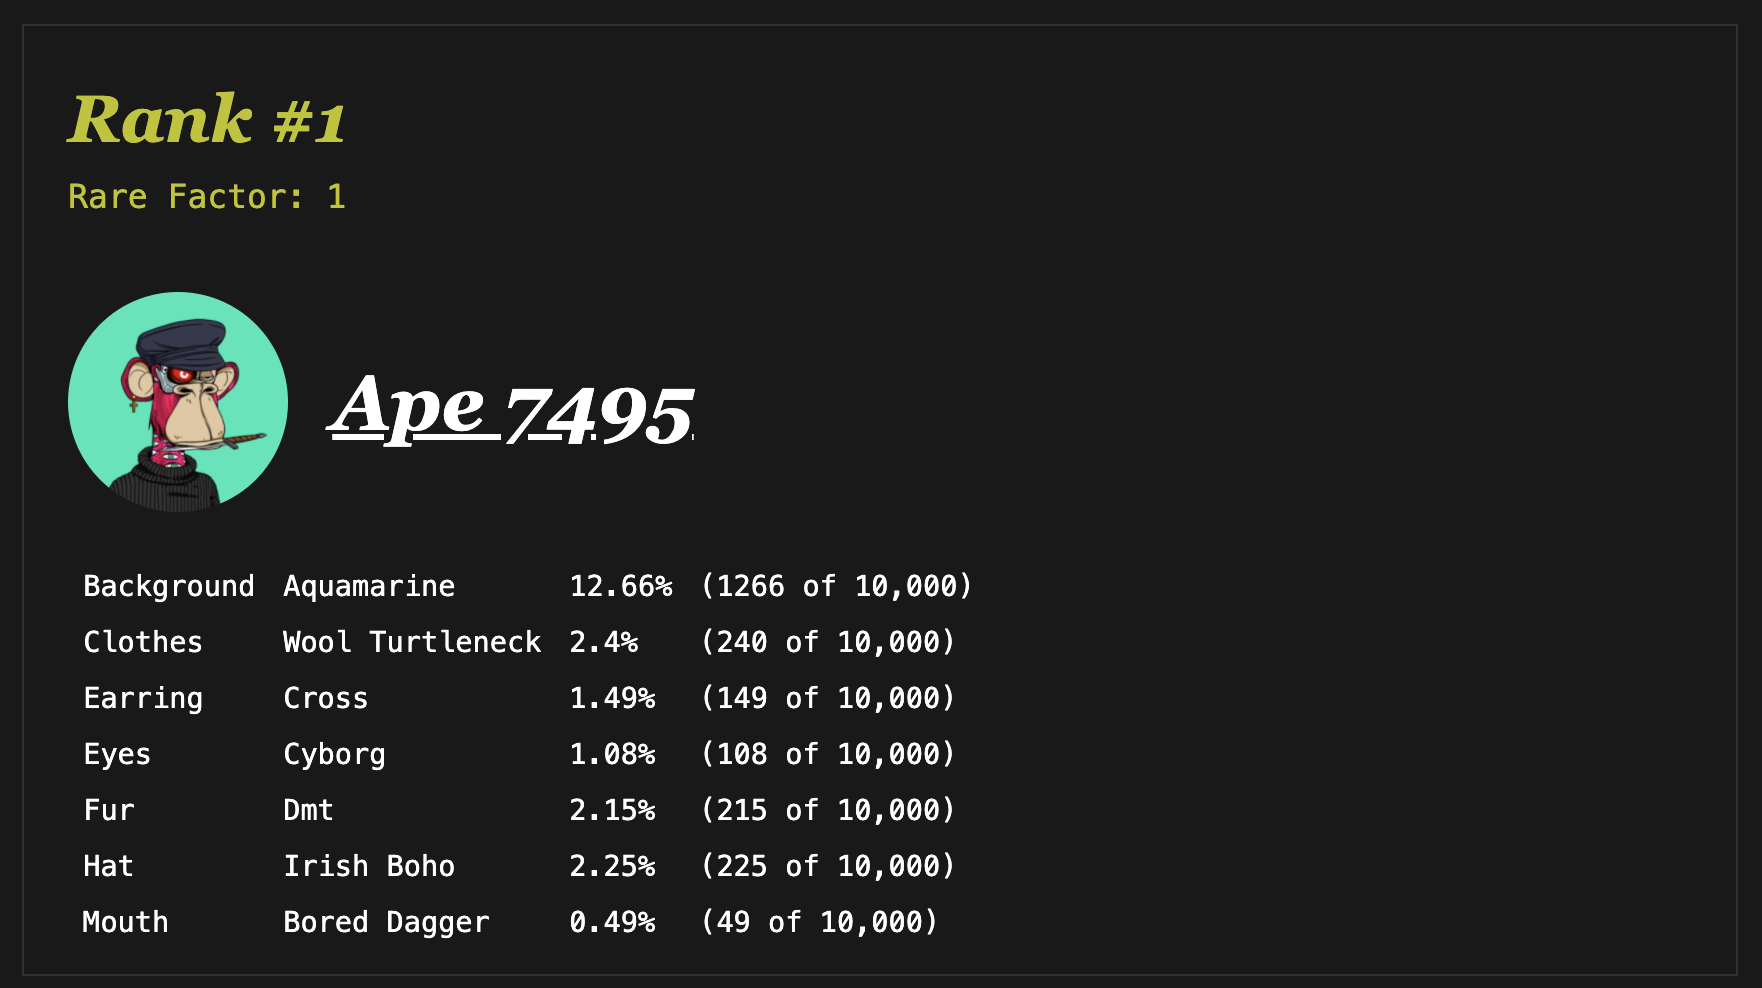 Rank #1
Rare Factor: 1
Ape 7495
Background Aquamarine 12.66% (1266 of 10,000)
Clothes Wool Turtleneck 2.4% (240 of 10,000)
Earring Cross 1.49% (149 of 10,000)
Eyes Cyborg 1.08% (108 of 10,000)
Fur Dmt 2.15% (215 of 10,000)
Hat Irish Boho 2.25% (225 of 10,000)
Mouth Bored Dagger 0.49% (49 of 10,000)